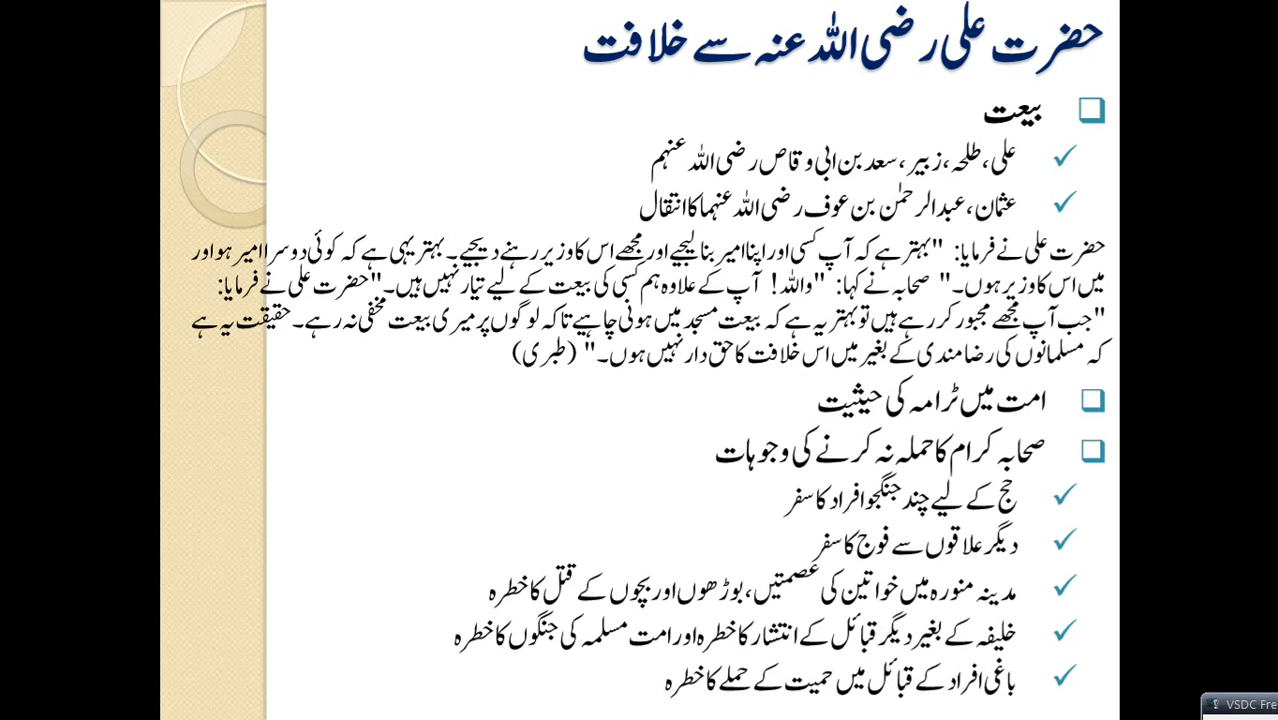 حضرت علی رضی اللہ عنہ سے خلافت
بیعت
علی، طلحہ، زبیر، سعد بن ابی وقاص رضی اللہ عنہم
عثمان، عبدالرحمٰن بن عوف رضی اللہ عنہما کا انتقال
حضرت علی نے فرمایا: "بہتر ہے کہ آپ کسی اور اپنا امیر بنا لیجیے اور مجھے اس کا وزیر رہنے دیجیے۔ بہتر یہی ہے کہ کوئی دوسرا امیر ہو اور
میں اس کا وزیر ہوں۔" صحابہ نے کہا: "واللہ! آپ کے علاوہ ہم کسی کی بیعت کے لیے تیار نہیں ہیں۔" حضرت علی نے فرمایا:
"جب آپ مجھے مجبور کر رہے ہیں تو بہتر یہ ہے کہ بیعت مسجد میں ہونی چاہیے تاکہ لوگوں پر میری بیعت مخفی نہ رہے۔ حقیقت یہ ہے
کہ مسلمانوں کی رضامندی کے بغیر میں اس خلافت کا حق دار نہیں ہوں۔" (طبری)
امت میں ٹرامہ کی حیثیت
صحابہ کرام کا حملہ نہ کرنے کی وجوہات
حج کے لیے چند جنگجو افراد کا سفر
دیگر علاقوں سے فوج کا سفر
مدینہ منورہ میں خواتین کی عصمتیں، بوڑھوں اور بچوں کے قتل کا خطرہ
خلیفہ کے بغیر دیگر قبائل کے انتشار کا خطرہ اور امت مسلمہ کی جنگوں کا خطرہ
باغی افراد کے قبائل میں حمیت کے حملے کا خطرہ
VSDC Fre